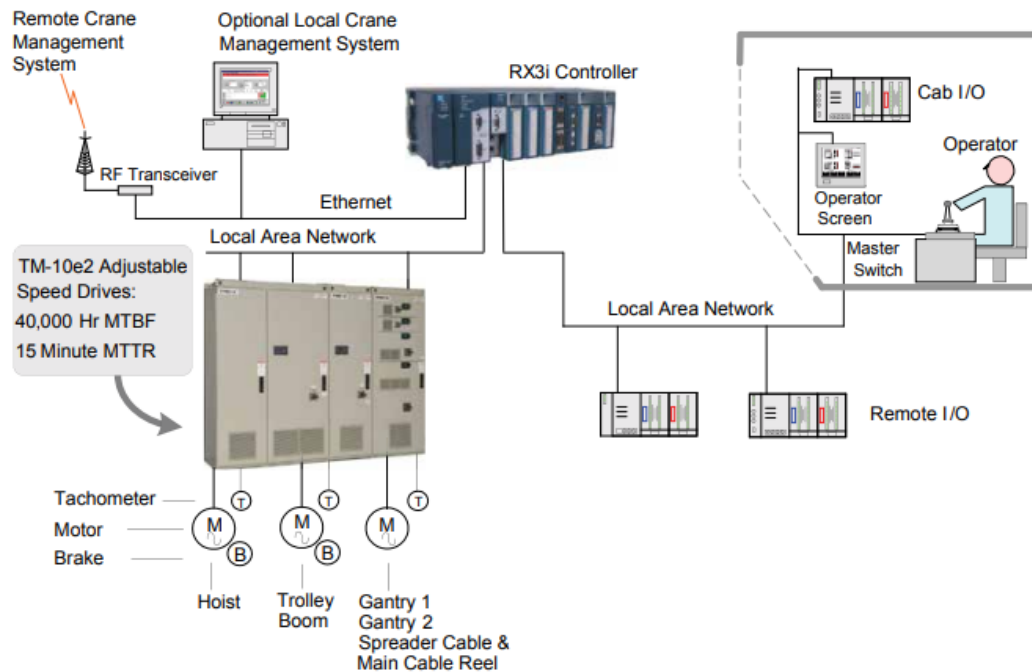 Remote Crane
Management
System
Optional Local Crane
Management System
RX3i Controller
Cab I/O
Operator
RF Transceiver
Operator
Screen
Ethernet
Master
Switch
Local Area Network
TM-10e2 Adjustable
Speed Drives:
40,000 Hr MTBF
15 Minute MTTR
Local Area Network
Remote I/O
Tachometer
T
T
T
Motor
M
M
M
Brake
B
B
Hoist
Trolley
Boom
Gantry 1
Gantry 2
Spreader Cable &
Main Cable Reel